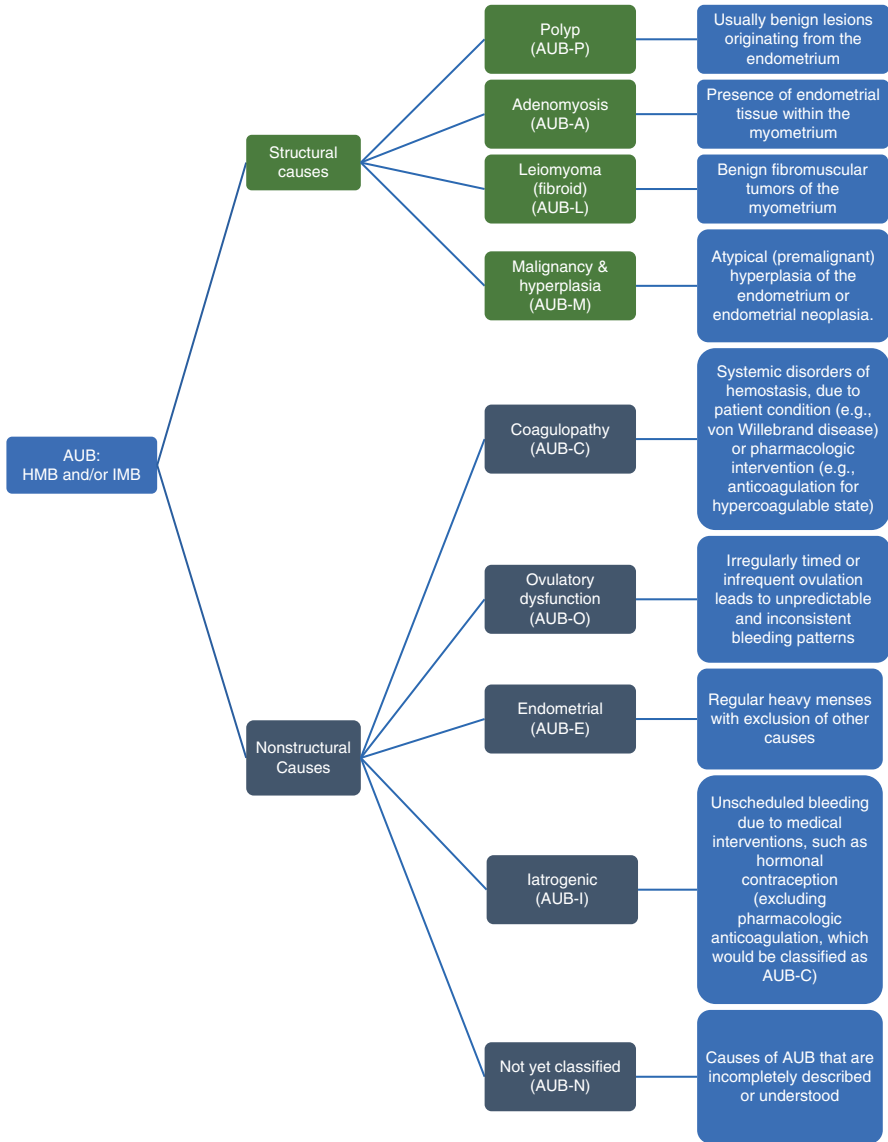 AUB:
HMB and/or IMB
Structural
causes
Polyp
(AUB-P)
Usually benign lesions
originating from the
endometrium
Adenomyosis
(AUB-A)
Presence of endometrial
tissue within the
myometrium
Leiomyoma
(fibroid)
(AUB-L)
Benign fibromuscular
tumors of the
myometrium
Malignancy &
hyperplasia
(AUB-M)
Atypical (premalignant)
hyperplasia of the
endometrium or
endometrial neoplasia.
Nonstructural
Causes
Coagulopathy
(AUB-C)
Systemic disorders of
hemostasis, due to
patient condition (e.g.,
von Willebrand disease)
or pharmacologic
intervention (e.g.,
anticoagulation for
hypercoagulable state)
Ovulatory
dysfunction
(AUB-O)
Irregularly timed or
infrequent ovulation
leads to unpredictable
and inconsistent
bleeding patterns
Endometrial
(AUB-E)
Regular heavy menses
with exclusion of other
causes
Iatrogenic
(AUB-I)
Unscheduled bleeding
due to medical
interventions, such as
hormonal
contraception
(excluding
pharmacologic
anticoagulation, which
would be classified as
AUB-C)
Not yet classified
(AUB-N)
Causes of AUB that are
incompletely described
or understood